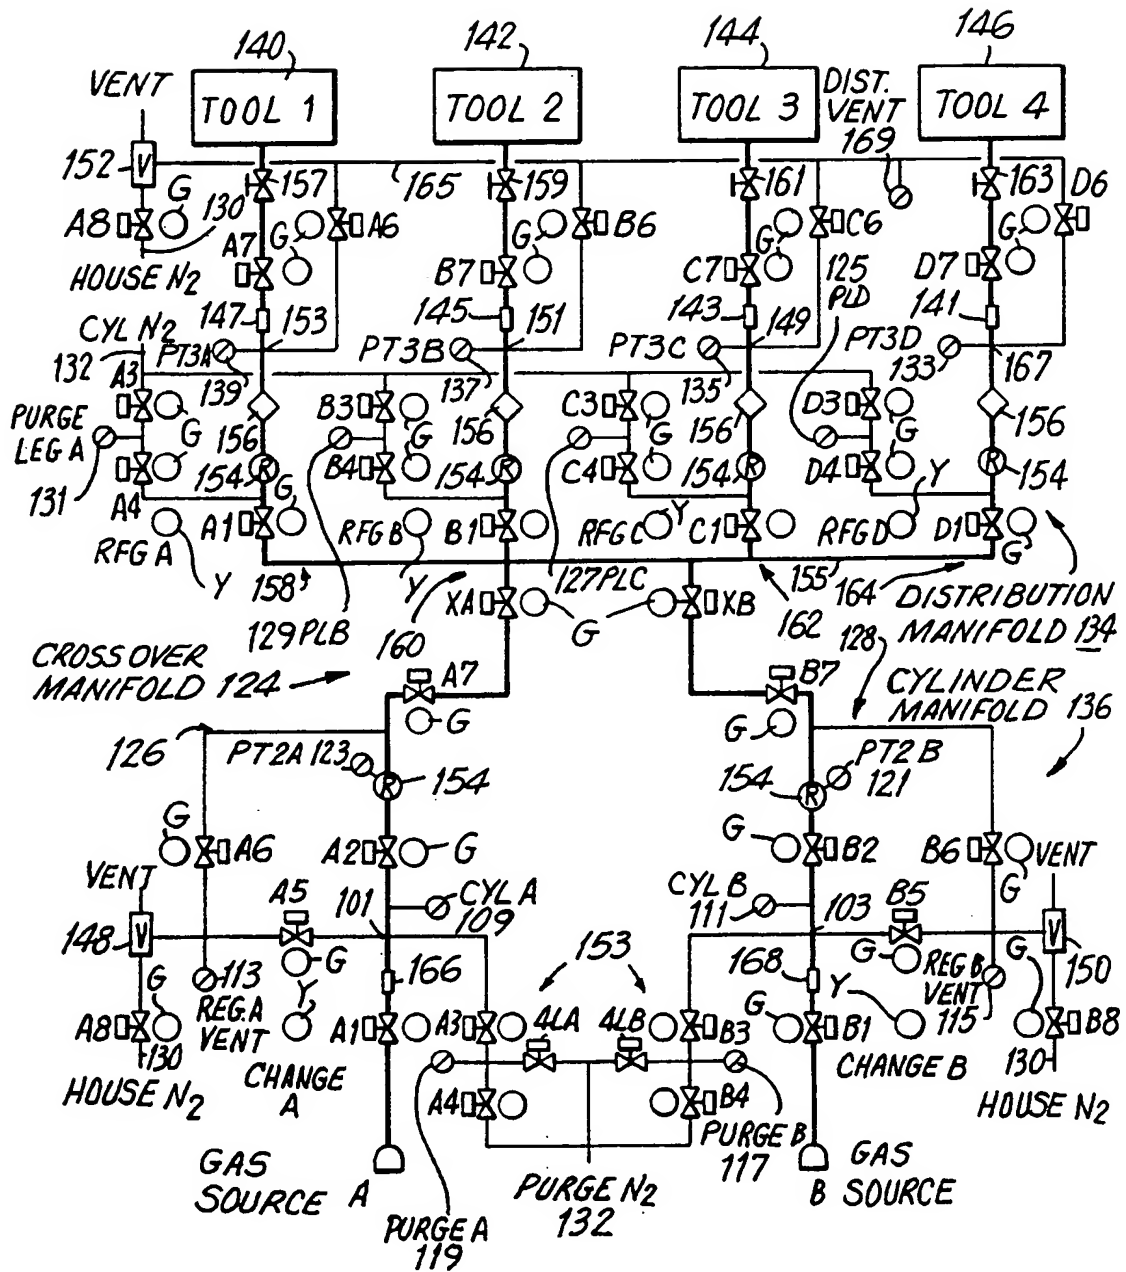 140 142 144 146
VENT TOOL 1 TOOL 2 TOOL 3 DIST. VENT TOOL 4
169
152 V 157 165 159 161 163 D6
G 130 G A6 G B6 G C6 G
A8 A7 B7 C7 D7
HOUSE N2 125 PLD
147 153 145 151 143 149 141
CYL N2
132 PT3A PT3B PT3C PT3D
139 137 135 133 167
A3 B3 C3 D3
PURGE LEG A G 156 G 156 G 156 G 156
G 154 R B4 154 R C4 154 R D4 Y R 154
131 A4 G
RFG A A1 RFG B B1 RFG C Y C1 RFG D D1 G
Y 158 Y 127 PLC 155 164
129 PLB XA G XB
160 162 DISTRIBUTION
MANIFOLD 134
CROSS OVER
MANIFOLD 124
A7 B7 128
CYLINDER
MANIFOLD 136
G G
126 PT2A 123 PT2B
154 R 154 R 121
G G
A6 A2 G B2 B6
VENT CYL A CYL B G VENT
A5 101 109 111 103 B5
148 V 153 G G V 150
G 113 G 166 168 REG B
REG. A Y Y VENT
VENT G 115
A8 A1 A3 4LA 4LB B3 B1 B8
130 CHANGE CHANGE B 130
HOUSE N2 A A4 B4 HOUSE N2
PURGE B
117
GAS GAS
SOURCE A PURGE N2 B SOURCE
132
PURGE A
119